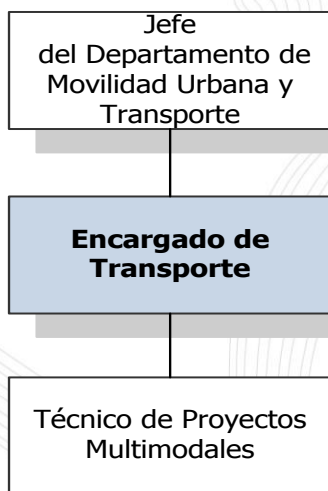 Jefe
del Departamento de
Movilidad Urbana y
Transporte
Encargado de
Transporte
Técnico de Proyectos
Multimodales